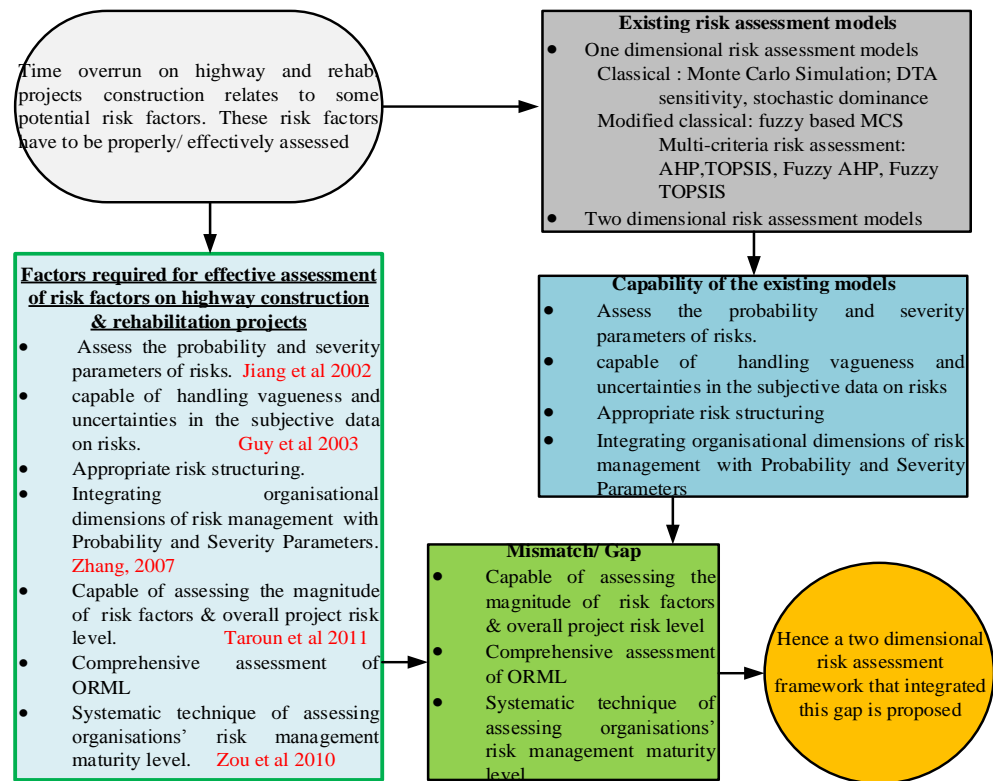 Time overrun on highway and rehab
projects construction relates to some
potential risk factors. These risk factors
have to be properly/ effectively assessed
Existing risk assessment models
• One dimensional risk assessment models
Classical : Monte Carlo Simulation; DTA
sensitivity, stochastic dominance
Modified classical: fuzzy based MCS
Multi-criteria risk assessment:
AHP,TOPSIS, Fuzzy AHP, Fuzzy
TOPSIS
• Two dimensional risk assessment models
Factors required for effective assessment
of risk factors on highway construction
& rehabilitation projects
• Assess the probability and severity
parameters of risks. Jiang et al 2002
• capable of handling vagueness and
uncertainties in the subjective data
on risks. Guy et al 2003
• Appropriate risk structuring.
• Integrating organisational
dimensions of risk management with
Probability and Severity Parameters.
Zhang, 2007
• Capable of assessing the magnitude
of risk factors & overall project risk
level. Taroun et al 2011
• Comprehensive assessment of
ORML
• Systematic technique of assessing
organisations’ risk management
maturity level. Zou et al 2010
Capability of the existing models
• Assess the probability and severity
parameters of risks.
• capable of handling vagueness and
uncertainties in the subjective data on risks
• Appropriate risk structuring
• Integrating organisational dimensions of risk
management with Probability and Severity
Parameters
Mismatch/ Gap
• Capable of assessing the
magnitude of risk factors
& overall project risk level
• Comprehensive assessment
of ORML
• Systematic technique of
assessing organisations’
risk management maturity
level
Hence a two dimensional
risk assessment
framework that integrated
this gap is proposed